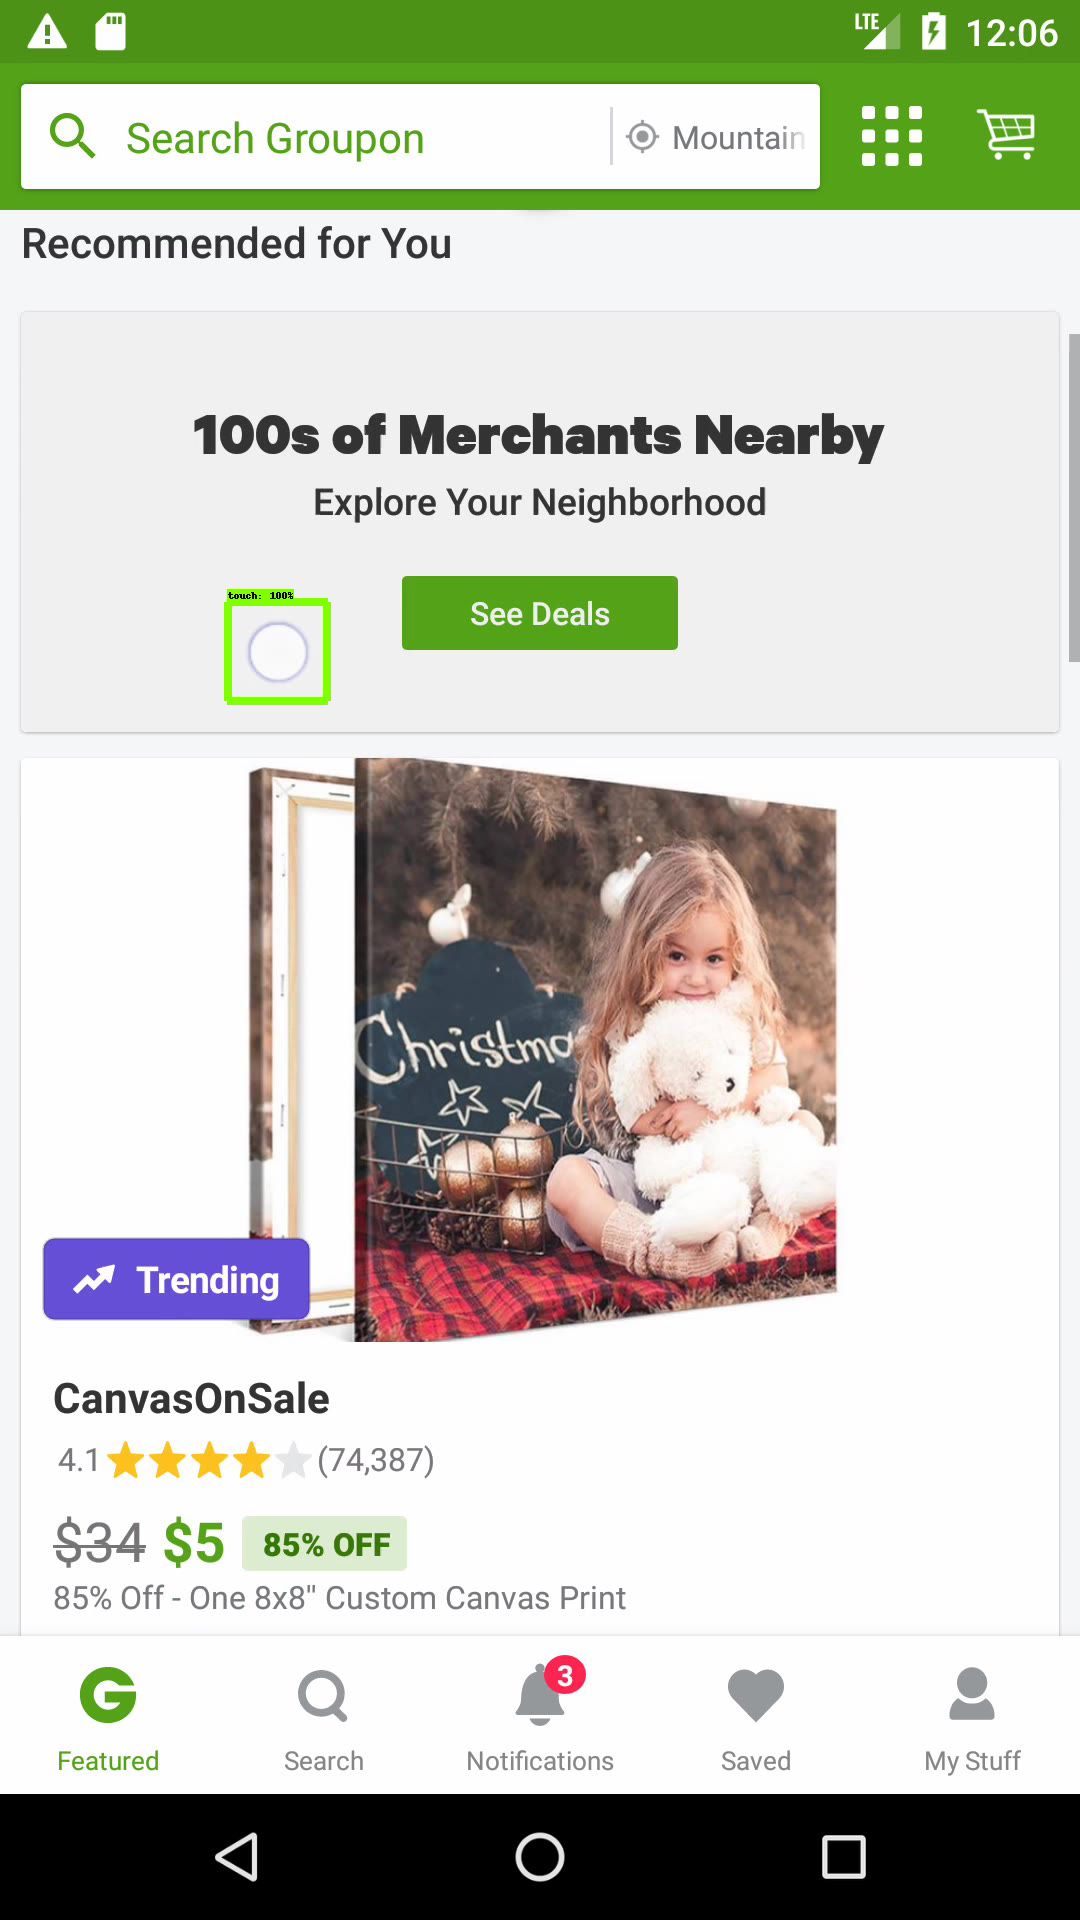 LTE 12:06
Search Groupon Mountain
Recommended for You
100s of Merchants Nearby
Explore Your Neighborhood
touch: 100%
See Deals
Christma
Trending
CanvasOnSale
4.1 (74,387)
$34 $5 85% OFF
85% Off - One 8x8" Custom Canvas Print
3
G
Featured Search Notifications Saved My Stuff